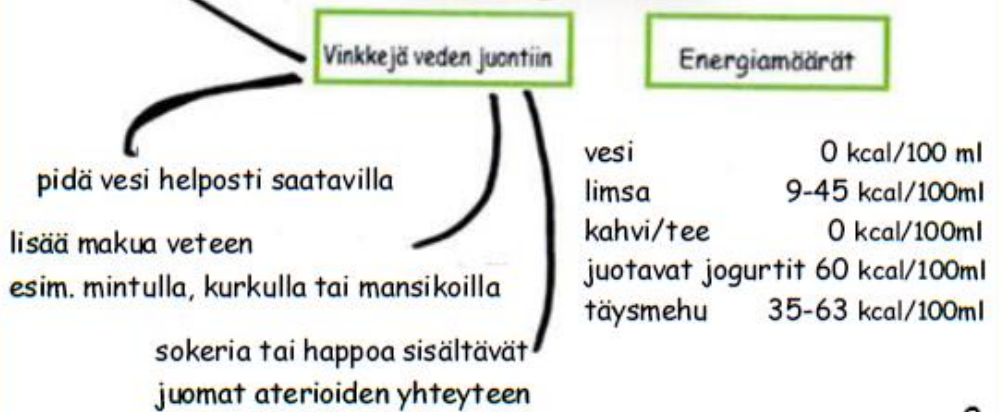 Vinkkejä veden juontiin
pidä vesi helposti saatavilla
lisää makua veteen
esim. mintulla, kurkulla tai mansikoilla
sokeria tai happoa sisältävät
juomat aterioiden yhteyteen
Energiamäärät
vesi 0 kcal/100 ml
limsa 9-45 kcal/100ml
kahvi/tee 0 kcal/100ml
juotavat jogurtit 60 kcal/100ml
täysmehu 35-63 kcal/100ml